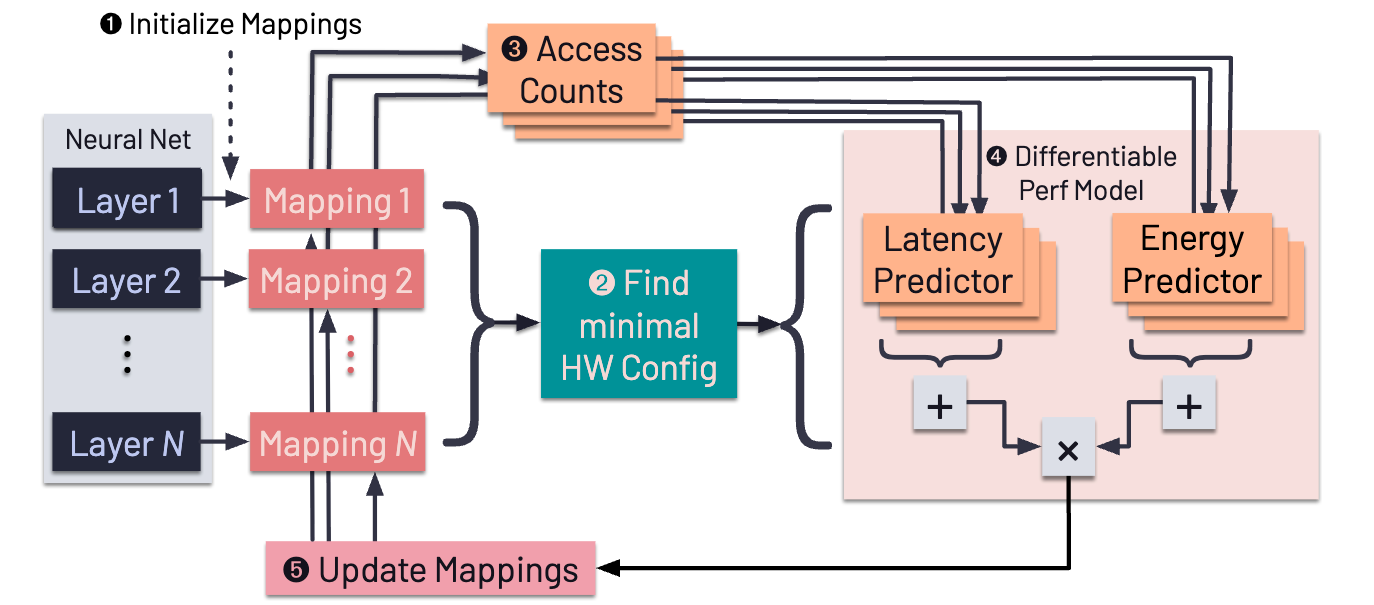 ❶ Initialize Mappings
❸ Access
Counts
Neural Net
Layer 1
Mapping 1
Layer 2
Mapping 2
Layer N
Mapping N
❷ Find
minimal
HW Config
❹ Differentiable
Perf Model
Latency
Predictor
Energy
Predictor
+
+
×
❺ Update Mappings